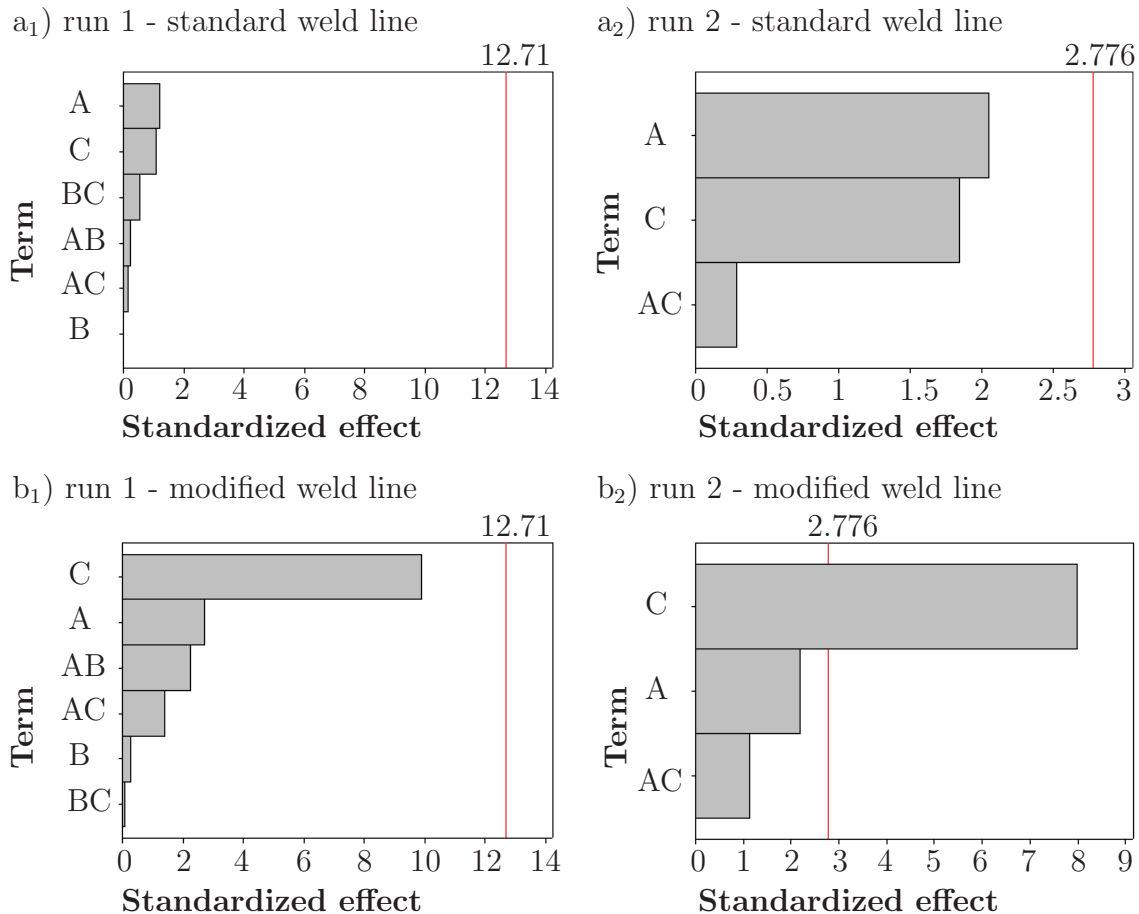 a₁) run 1 - standard weld line
12.71
Term
A
C
BC
AB
AC
B
0 2 4 6 8 10 12 14
Standardized effect
a₂) run 2 - standard weld line
2.776
Term
A
C
AC
0 0.5 1 1.5 2 2.5 3
Standardized effect
b₁) run 1 - modified weld line
12.71
Term
C
A
AB
AC
B
BC
0 2 4 6 8 10 12 14
Standardized effect
b₂) run 2 - modified weld line
2.776
Term
C
A
AC
0 1 2 3 4 5 6 7 8 9
Standardized effect